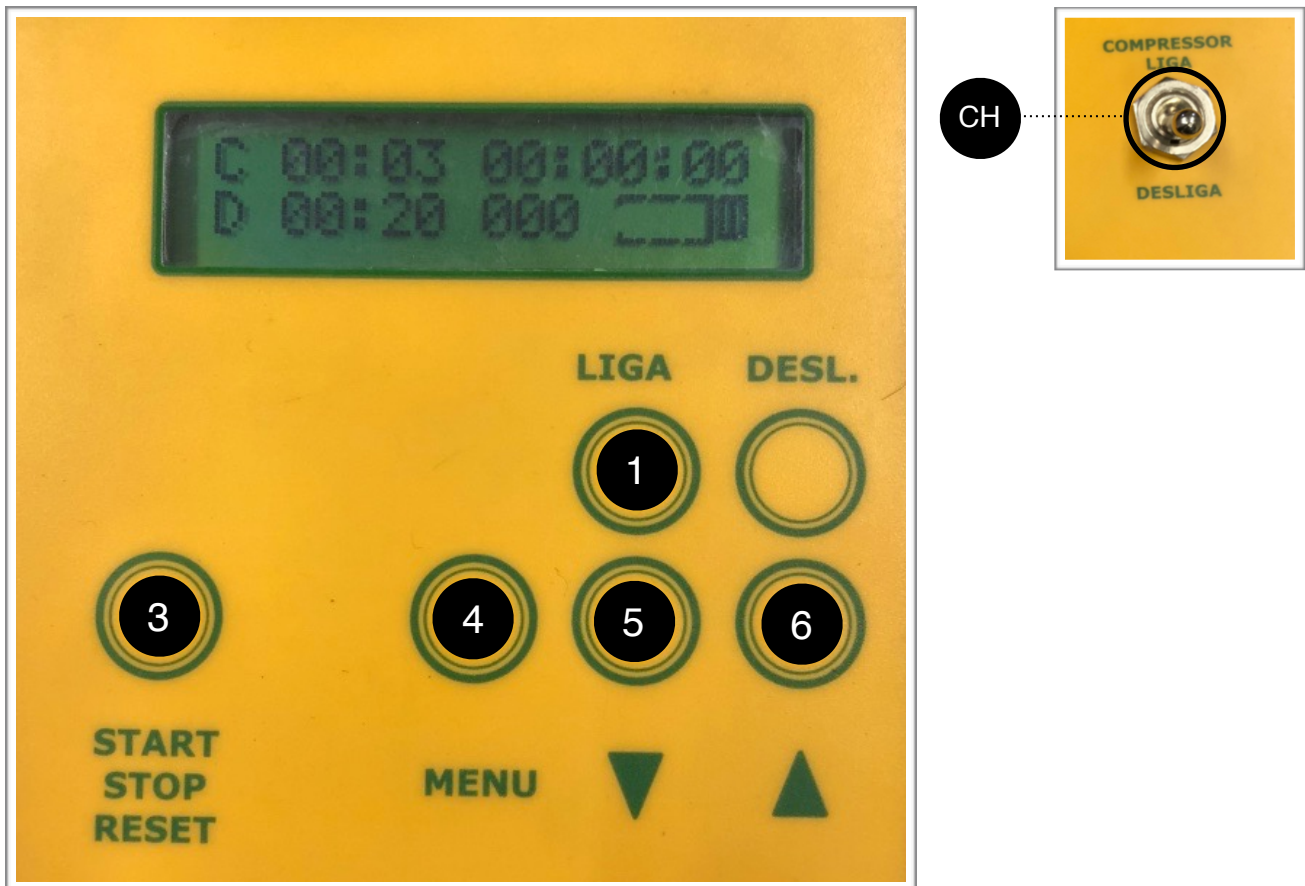 C 00:03 00:00:00
D 00:20 000
LIGA DESL.
1
3 4 5 6
START
STOP
RESET
MENU
CH
COMPRESSOR
LIGA
DESLIGA